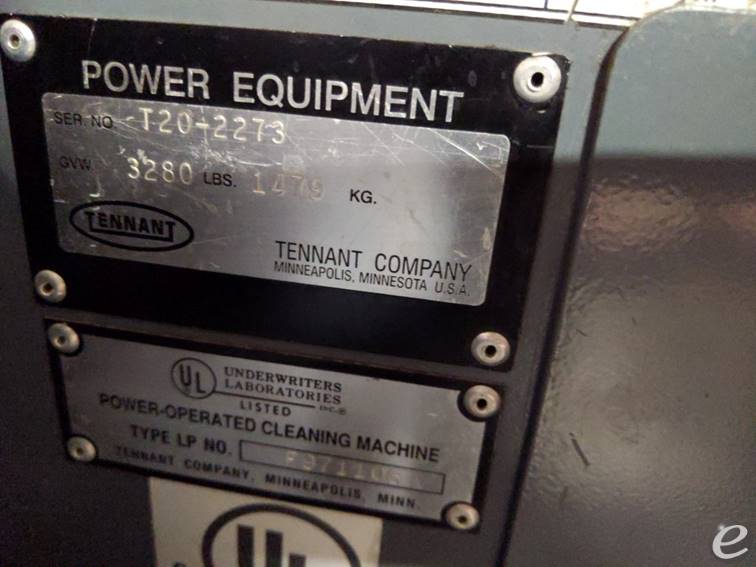 POWER EQUIPMENT
SER. NO. T20-2273
GVW 3280 LBS. KG.
TENNANT
TENNANT COMPANY
MINNEAPOLIS, MINNESOTA U.S.A.
UL
UNDERWRITERS
LABORATORIES
INC.®
LISTED
POWER-OPERATED CLEANING MACHINE
TYPE LP NO.
TENNANT COMPANY, MINNEAPOLIS, MINN.
UL
e